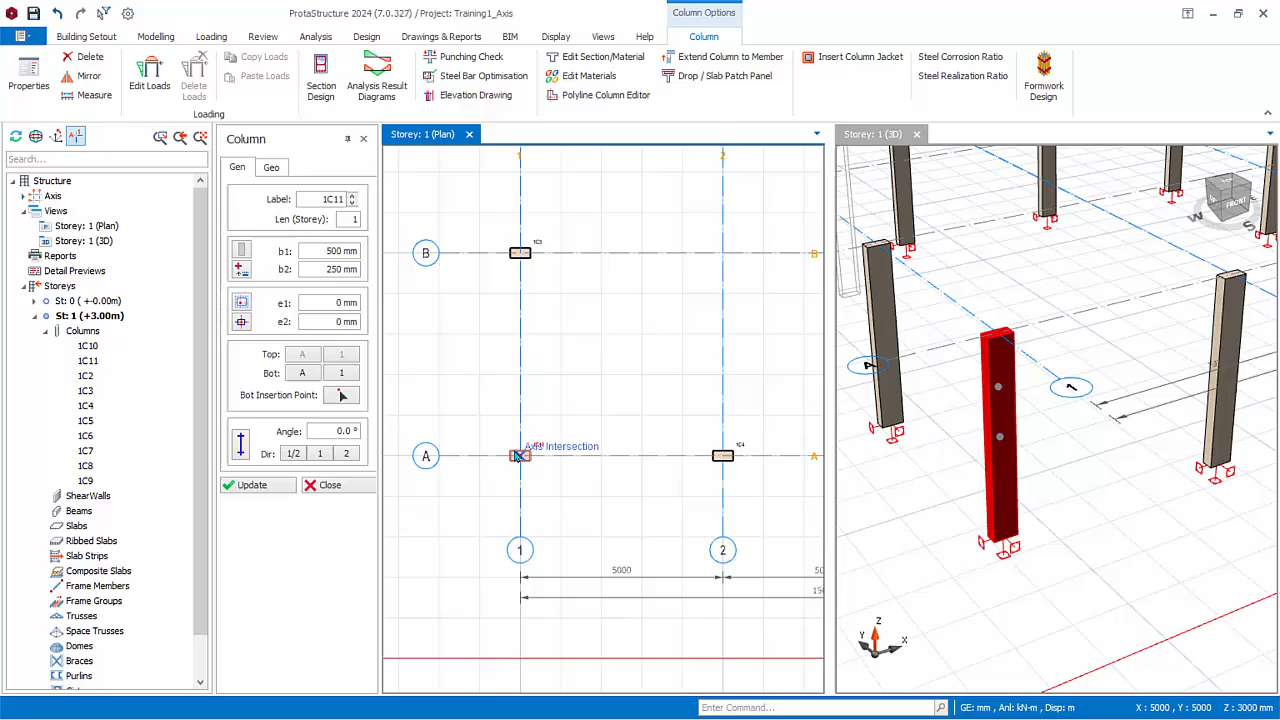 ProtaStructure 2024 (7.0.327) / Project: Training1_Axis
Column Options
Building Setout
Modelling
Loading
Review
Analysis
Design
Drawings & Reports
BIM
Display
Views
Help
Column
Properties
Delete
Mirror
Measure
Edit Loads
Delete Loads
Copy Loads
Paste Loads
Loading
Section Design
Analysis Result Diagrams
Punching Check
Steel Bar Optimisation
Elevation Drawing
Edit Section/Material
Edit Materials
Polyline Column Editor
Extend Column to Member
Drop / Slab Patch Panel
Insert Column Jacket
Steel Corrosion Ratio
Steel Realization Ratio
Formwork Design
Search...
Structure
Axis
Views
Storey: 1 (Plan)
Storey: 1 (3D)
Reports
Detail Previews
Storeys
St: 0 ( +-0.00m)
St: 1 (+3.00m)
Columns
1C10
1C11
1C2
1C3
1C4
1C5
1C6
1C7
1C8
1C9
ShearWalls
Beams
Slabs
Ribbed Slabs
Slab Strips
Composite Slabs
Frame Members
Frame Groups
Trusses
Space Trusses
Domes
Braces
Purlins
Column
Gen
Geo
Label: 1C11
Len (Storey): 1
b1: 500 mm
b2: 250 mm
e1: 0 mm
e2: 0 mm
Top: A 1
Bot: A 1
Bot Insertion Point:
Angle: 0.0 °
Dir: 1/2 1 2
Update
Close
Storey: 1 (Plan)
1
2
B
1C3
B
A
Axis Intersection
1C4
A
1
2
5000
Storey: 1 (3D)
W
FRONT
S
A
1
Z
Y
X
Enter Command...
GE: mm , Anl: kN-m , Disp: m
X : 5000 , Y : 5000
Z : 3000 mm